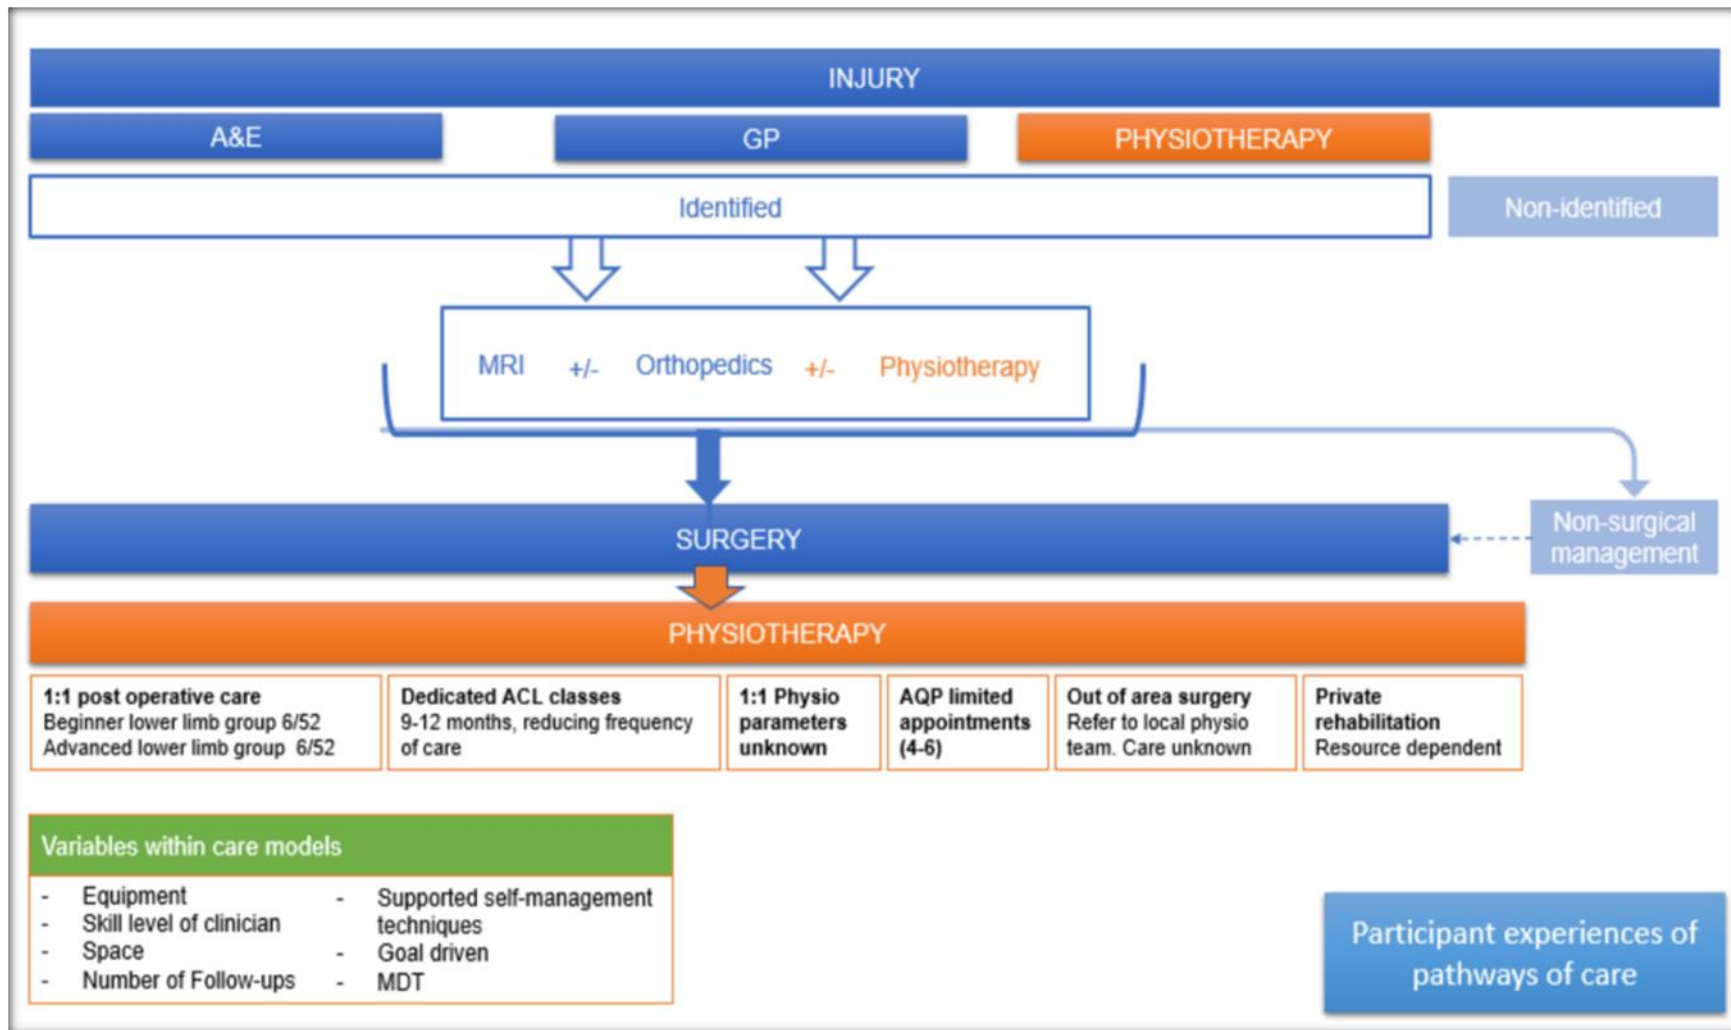 INJURY
A&E
GP
PHYSIOTHERAPY
Identified
Non-identified
MRI +/- Orthopedics +/- Physiotherapy
SURGERY
Non-surgical
management
PHYSIOTHERAPY
1:1 post operative care
Beginner lower limb group 6/52
Advanced lower limb group 6/52
Dedicated ACL classes
9-12 months, reducing frequency
of care
1:1 Physio
parameters
unknown
AQP limited
appointments
(4-6)
Out of area surgery
Refer to local physio
team. Care unknown
Private
rehabilitation
Resource dependent
Variables within care models
- Equipment
- Skill level of clinician
- Space
- Number of Follow-ups
- Supported self-management
techniques
- Goal driven
- MDT
Participant experiences of
pathways of care